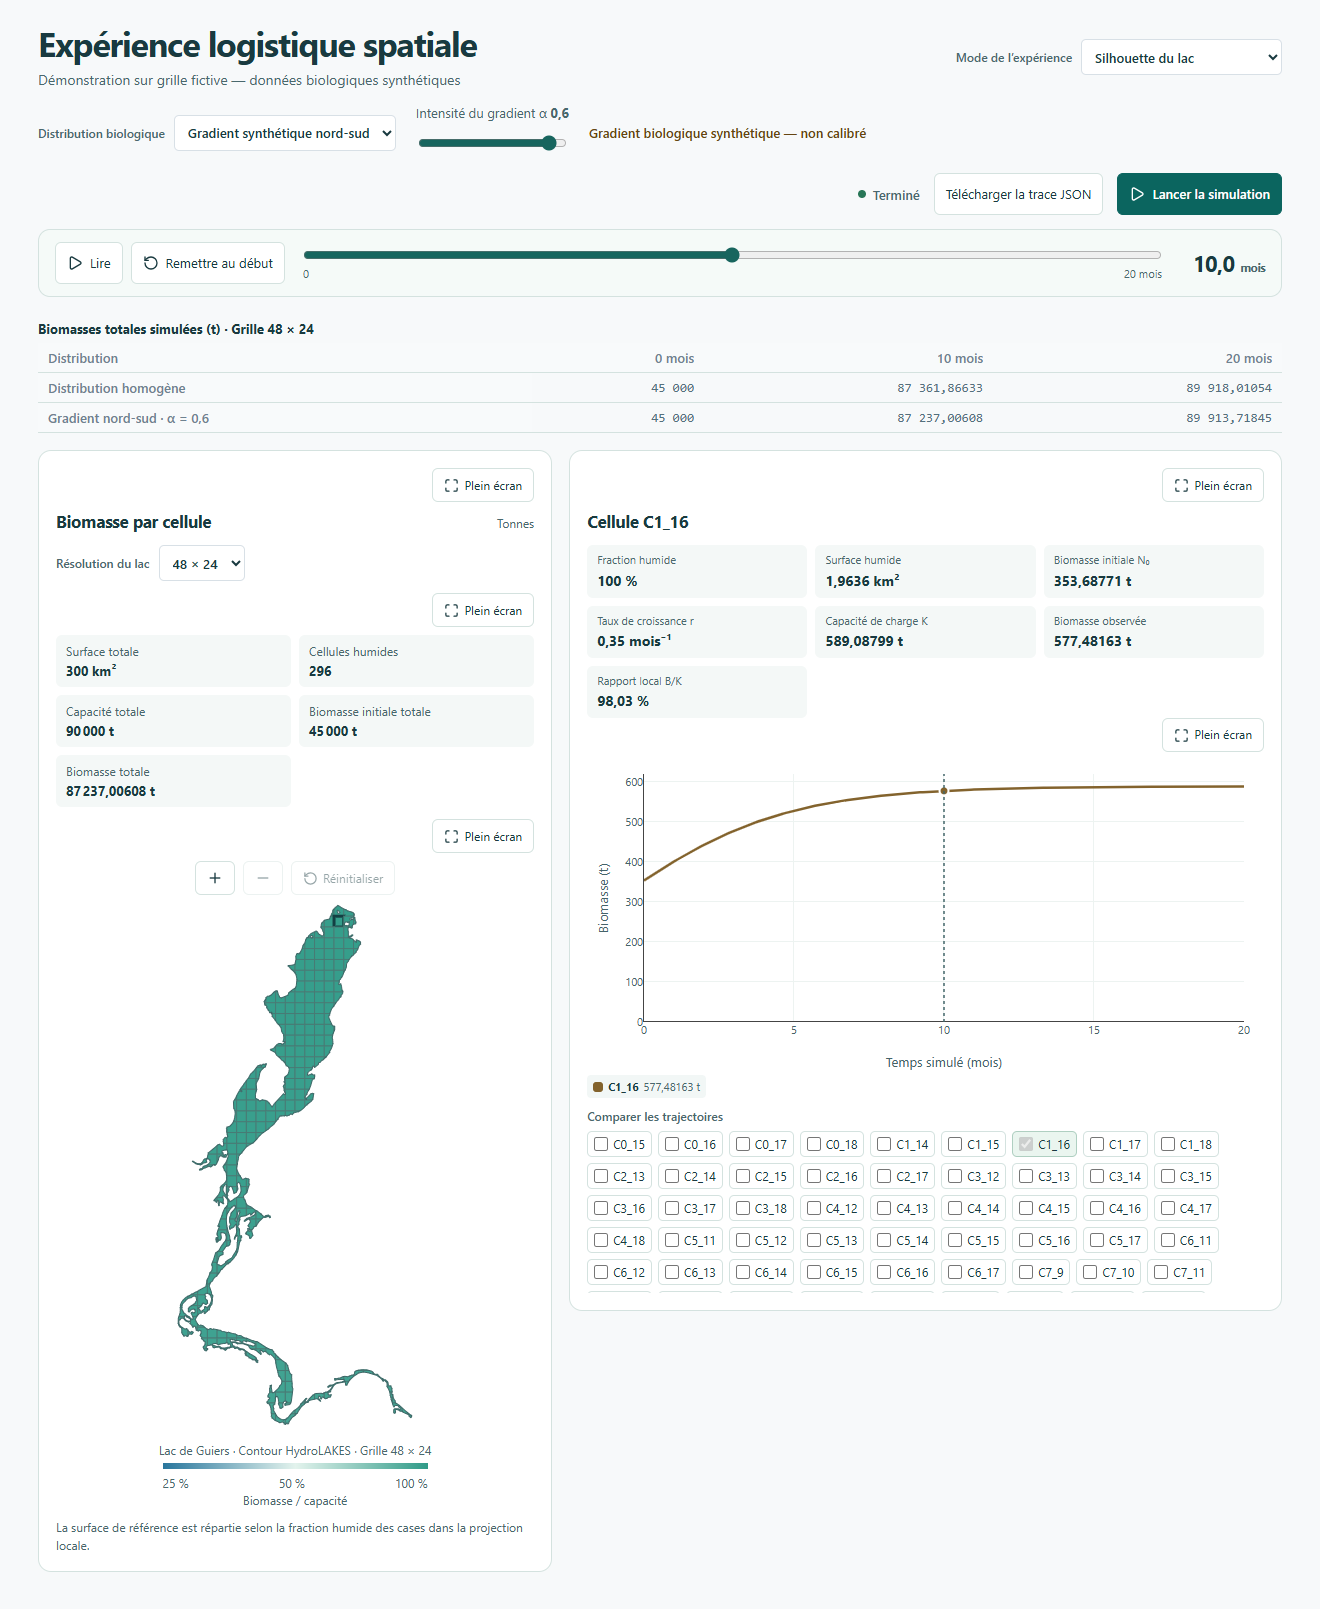 Expérience logistique spatiale
Démonstration sur grille fictive — données biologiques synthétiques
Mode de l'expérience
Silhouette du lac
Distribution biologique
Gradient synthétique nord-sud
Intensité du gradient α 0,6
Gradient biologique synthétique — non calibré
Terminé
Télécharger la trace JSON
Lancer la simulation
Lire
Remettre au début
0
20 mois
10,0 mois
Biomasses totales simulées (t) · Grille 48 × 24
Distribution 0 mois 10 mois 20 mois
Distribution homogène 45 000 87 361,86633 89 918,01054
Gradient nord-sud · α = 0,6 45 000 87 237,00608 89 913,71845
Plein écran
Biomasse par cellule
Tonnes
Résolution du lac
48 × 24
Plein écran
Surface totale
300 km²
Cellules humides
296
Capacité totale
90 000 t
Biomasse initiale totale
45 000 t
Biomasse totale
87 237,00608 t
Plein écran
Réinitialiser
Lac de Guiers · Contour HydroLAKES · Grille 48 × 24
25 % 50 % 100 %
Biomasse / capacité
La surface de référence est répartie selon la fraction humide des cases dans la projection
locale.
Plein écran
Cellule C1_16
Fraction humide
100 %
Surface humide
1,9636 km²
Biomasse initiale N₀
353,68771 t
Taux de croissance r
0,35 mois⁻¹
Capacité de charge K
589,08799 t
Biomasse observée
577,48163 t
Rapport local B/K
98,03 %
Plein écran
600
500
400
300
200
100
0
Biomasse (t)
0 5 10 15 20
Temps simulé (mois)
C1_16 577,48163 t
Comparer les trajectoires
C0_15 C0_16 C0_17 C0_18 C1_14 C1_15 C1_16 C1_17 C1_18
C2_13 C2_14 C2_15 C2_16 C2_17 C3_12 C3_13 C3_14 C3_15
C3_16 C3_17 C3_18 C4_12 C4_13 C4_14 C4_15 C4_16 C4_17
C4_18 C5_11 C5_12 C5_13 C5_14 C5_15 C5_16 C5_17 C6_11
C6_12 C6_13 C6_14 C6_15 C6_16 C6_17 C7_9 C7_10 C7_11